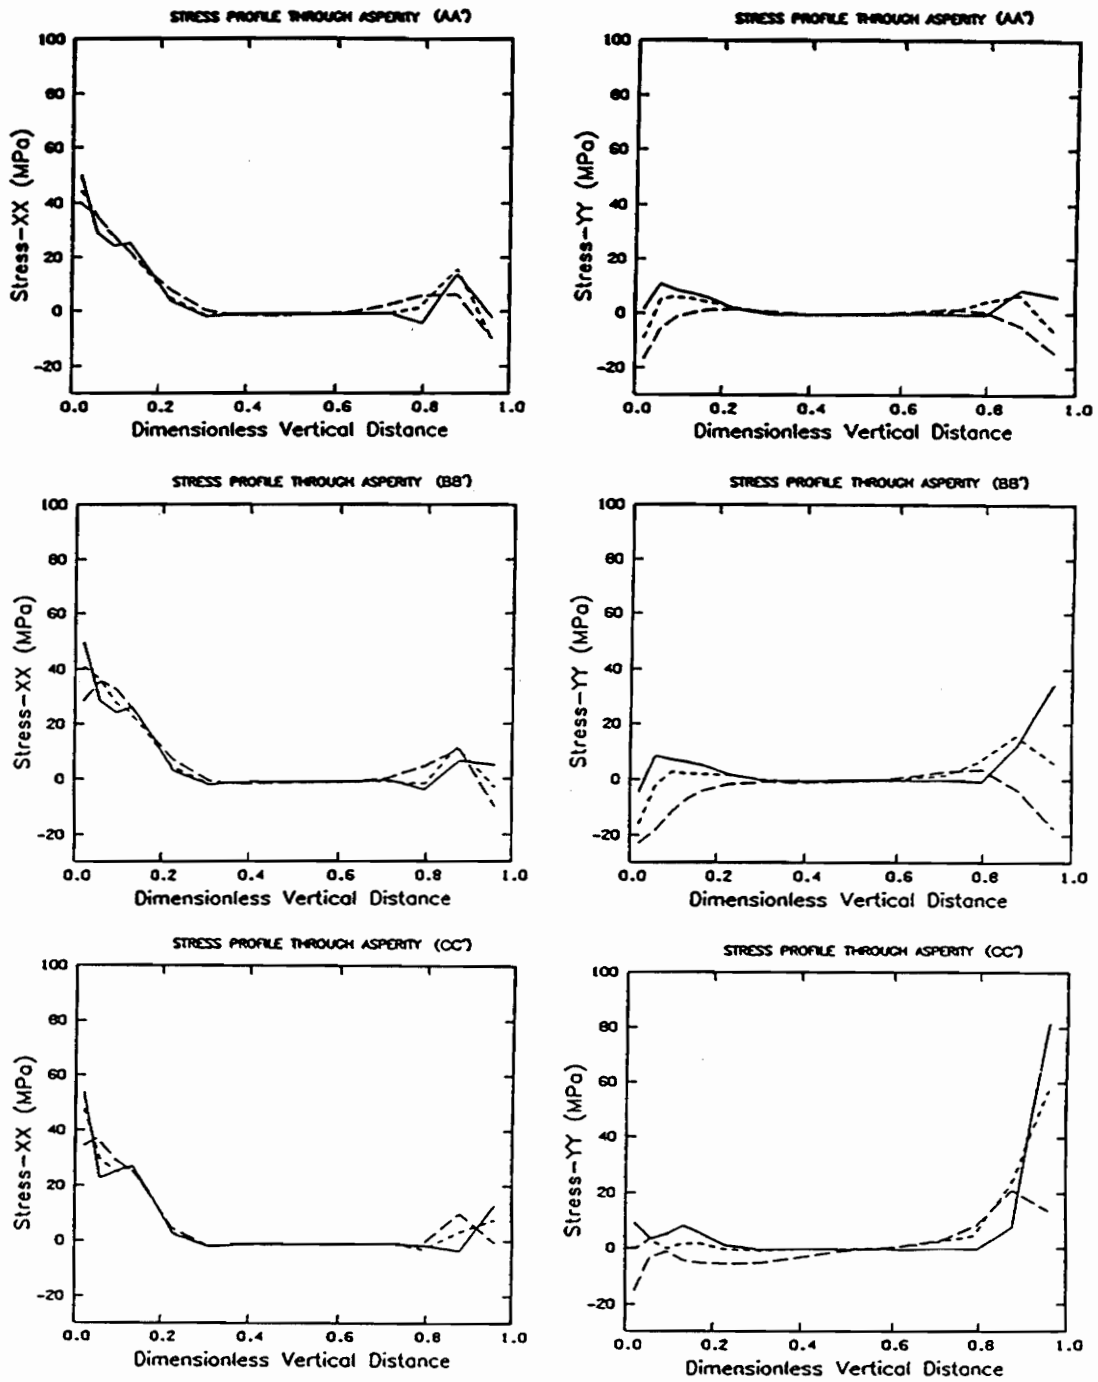 STRESS PROFILE THROUGH ASPERITY (AA')
100
80
60
40
20
0
-20
Stress-XX (MPa)
0.0 0.2 0.4 0.6 0.8 1.0
Dimensionless Vertical Distance
STRESS PROFILE THROUGH ASPERITY (AA')
100
80
60
40
20
0
-20
Stress-YY (MPa)
0.0 0.2 0.4 0.6 0.8 1.0
Dimensionless Vertical Distance
STRESS PROFILE THROUGH ASPERITY (BB')
100
80
60
40
20
0
-20
Stress-XX (MPa)
0.0 0.2 0.4 0.6 0.8 1.0
Dimensionless Vertical Distance
STRESS PROFILE THROUGH ASPERITY (BB')
100
80
60
40
20
0
-20
Stress-YY (MPa)
0.0 0.2 0.4 0.6 0.8 1.0
Dimensionless Vertical Distance
STRESS PROFILE THROUGH ASPERITY (CC')
100
80
60
40
20
0
-20
Stress-XX (MPa)
0.0 0.2 0.4 0.6 0.8 1.0
Dimensionless Vertical Distance
STRESS PROFILE THROUGH ASPERITY (CC')
100
80
60
40
20
0
-20
Stress-YY (MPa)
0.0 0.2 0.4 0.6 0.8 1.0
Dimensionless Vertical Distance